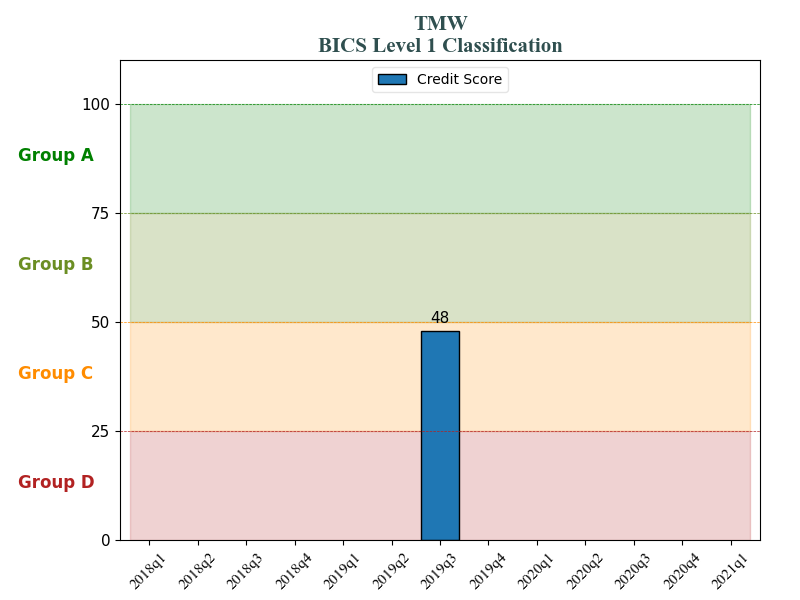 TMW
BICS Level 1 Classification
Credit Score
100
Group A
75
Group B
50
48
Group C
25
Group D
0
2018q1
2018q2
2018q3
2018q4
2019q1
2019q2
2019q3
2019q4
2020q1
2020q2
2020q3
2020q4
2021q1